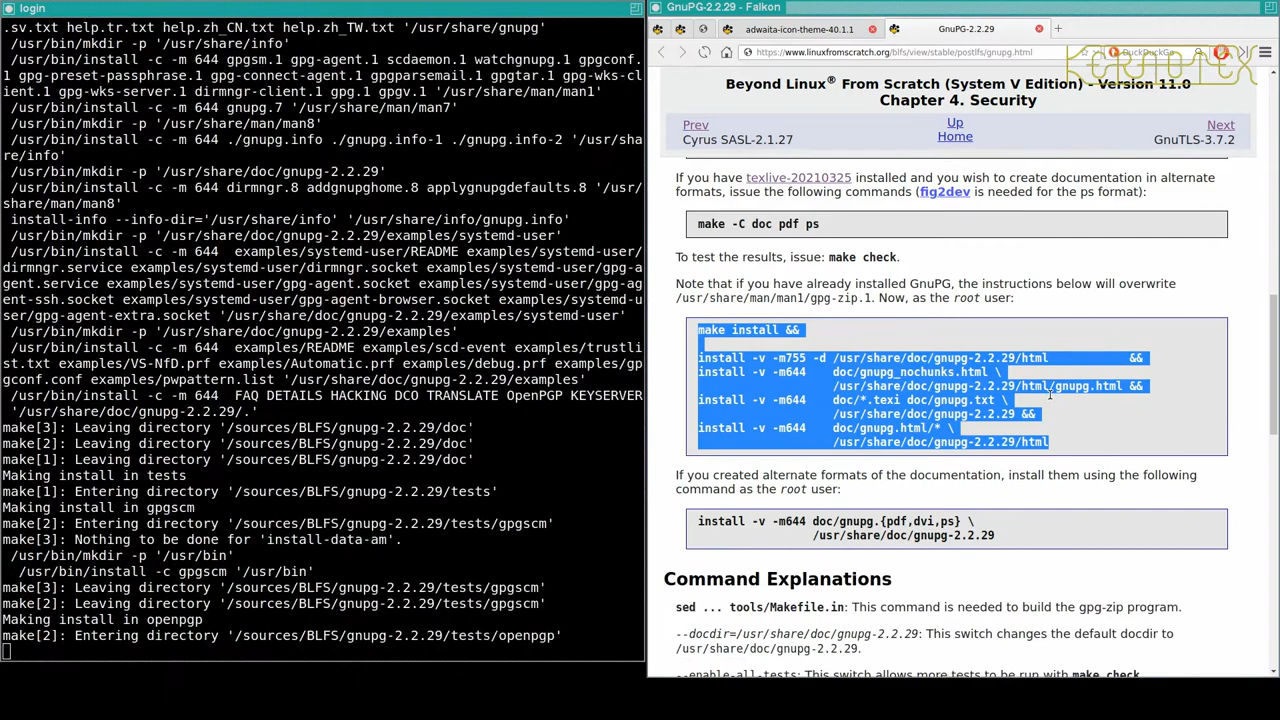 login
.sv.txt help.tr.txt help.zh_CN.txt help.zh_TW.txt '/usr/share/gnupg'
/usr/bin/mkdir -p '/usr/share/info'
/usr/bin/install -c -m 644 gpgsm.1 gpg-agent.1 scdaemon.1 watchgnupg.1 gpgconf.
1 gpg-preset-passphrase.1 gpg-connect-agent.1 gpgparsemail.1 gpgtar.1 gpg-wks-cl
ient.1 gpg-wks-server.1 dirmngr-client.1 gpg.1 gpgv.1 '/usr/share/man/man1'
/usr/bin/install -c -m 644 gnupg.7 '/usr/share/man/man7'
/usr/bin/mkdir -p '/usr/share/man/man8'
/usr/bin/install -c -m 644 ./gnupg.info ./gnupg.info-1 ./gnupg.info-2 '/usr/sha
re/info'
/usr/bin/mkdir -p '/usr/share/doc/gnupg-2.2.29'
/usr/bin/install -c -m 644 dirmngr.8 addgnupghome.8 applygnupgdefaults.8 '/usr/
share/man/man8'
install-info --info-dir='/usr/share/info' '/usr/share/info/gnupg.info'
/usr/bin/mkdir -p '/usr/share/doc/gnupg-2.2.29/examples/systemd-user'
/usr/bin/install -c -m 644  examples/systemd-user/README examples/systemd-user/
dirmngr.service examples/systemd-user/dirmngr.socket examples/systemd-user/gpg-a
gent.service examples/systemd-user/gpg-agent.socket examples/systemd-user/gpg-ag
ent-ssh.socket examples/systemd-user/gpg-agent-browser.socket examples/systemd-u
ser/gpg-agent-extra.socket '/usr/share/doc/gnupg-2.2.29/examples/systemd-user'
/usr/bin/mkdir -p '/usr/share/doc/gnupg-2.2.29/examples'
/usr/bin/install -c -m 644  examples/README examples/scd-event examples/trustli
st.txt examples/VS-NfD.prf examples/Automatic.prf examples/debug.prf examples/qu
gconf.conf examples/pwpattern.list '/usr/share/doc/gnupg-2.2.29/examples'
/usr/bin/install -c -m 644  FAQ DETAILS HACKING DCO TRANSLATE OpenPGP KEYSERVER
'/usr/share/doc/gnupg-2.2.29/.'
make[3]: Leaving directory '/sources/BLFS/gnupg-2.2.29/doc'
make[2]: Leaving directory '/sources/BLFS/gnupg-2.2.29/doc'
make[1]: Leaving directory '/sources/BLFS/gnupg-2.2.29/doc'
Making install in tests
make[1]: Entering directory '/sources/BLFS/gnupg-2.2.29/tests'
Making install in gpgscm
make[2]: Entering directory '/sources/BLFS/gnupg-2.2.29/tests/gpgscm'
make[3]: Nothing to be done for 'install-data-am'.
/usr/bin/mkdir -p '/usr/bin'
/usr/bin/install -c gpgscm '/usr/bin'
make[3]: Leaving directory '/sources/BLFS/gnupg-2.2.29/tests/gpgscm'
make[2]: Leaving directory '/sources/BLFS/gnupg-2.2.29/tests/gpgscm'
Making install in openpgp
make[2]: Entering directory '/sources/BLFS/gnupg-2.2.29/tests/openpgp'
GnuPG-2.2.29 - Falkon
adwaita-icon-theme-40.1.1
GnuPG-2.2.29
https://www.linuxfromscratch.org/blfs/view/stable/postlfs/gnupg.html
DuckDuckGo
KERNOTEX
Beyond Linux® From Scratch (System V Edition) - Version 11.0
Chapter 4. Security
Prev
Up
Next
Cyrus SASL-2.1.27
Home
GnuTLS-3.7.2
If you have texlive-20210325 installed and you wish to create documentation in alternate
formats, issue the following commands (fig2dev is needed for the ps format):
make -C doc pdf ps
To test the results, issue: make check.
Note that if you have already installed GnuPG, the instructions below will overwrite
/usr/share/man/man1/gpg-zip.1. Now, as the root user:
make install &&
install -v -m755 -d /usr/share/doc/gnupg-2.2.29/html &&
install -v -m644 doc/gnupg_nochunks.html \
/usr/share/doc/gnupg-2.2.29/html/gnupg.html &&
install -v -m644 doc/*.texi doc/gnupg.txt \
/usr/share/doc/gnupg-2.2.29 &&
install -v -m644 doc/gnupg.html/* \
/usr/share/doc/gnupg-2.2.29/html
If you created alternate formats of the documentation, install them using the following
command as the root user:
install -v -m644 doc/gnupg.{pdf,dvi,ps} \
/usr/share/doc/gnupg-2.2.29
Command Explanations
sed ... tools/Makefile.in: This command is needed to build the gpg-zip program.
--docdir=/usr/share/doc/gnupg-2.2.29: This switch changes the default docdir to
/usr/share/doc/gnupg-2.2.29.
--enable-all-tests: This switch allows more tests to be run with make check.